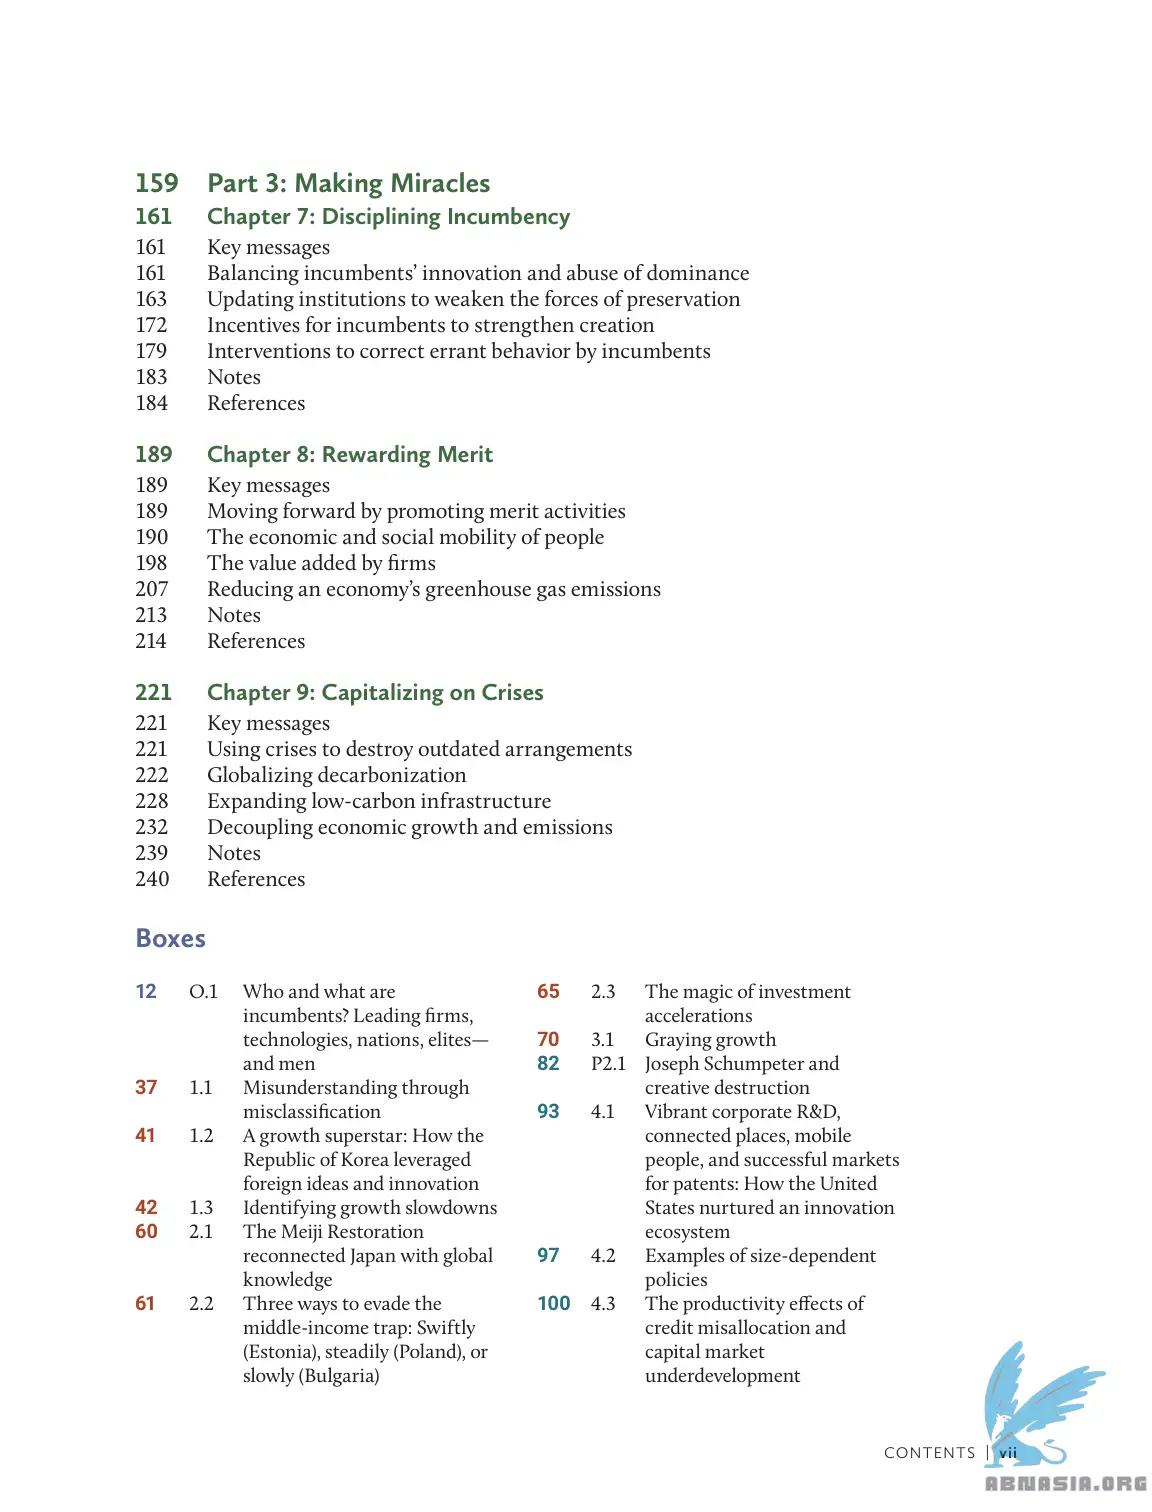 159 Part 3: Making Miracles
161 Chapter 7: Disciplining Incumbency
161 Key messages
161 Balancing incumbents’ innovation and abuse of dominance
163 Updating institutions to weaken the forces of preservation
172 Incentives for incumbents to strengthen creation
179 Interventions to correct errant behavior by incumbents
183 Notes
184 References
189 Chapter 8: Rewarding Merit
189 Key messages
189 Moving forward by promoting merit activities
190 The economic and social mobility of people
198 The value added by firms
207 Reducing an economy’s greenhouse gas emissions
213 Notes
214 References
221 Chapter 9: Capitalizing on Crises
221 Key messages
221 Using crises to destroy outdated arrangements
222 Globalizing decarbonization
228 Expanding low-carbon infrastructure
232 Decoupling economic growth and emissions
239 Notes
240 References
Boxes
12 O.1 Who and what are
incumbents? Leading firms,
technologies, nations, elites—
and men
37 1.1 Misunderstanding through
misclassification
41 1.2 A growth superstar: How the
Republic of Korea leveraged
foreign ideas and innovation
42 1.3 Identifying growth slowdowns
60 2.1 The Meiji Restoration
reconnected Japan with global
knowledge
61 2.2 Three ways to evade the
middle-income trap: Swiftly
(Estonia), steadily (Poland), or
slowly (Bulgaria)
65 2.3 The magic of investment
accelerations
70 3.1 Graying growth
82 P2.1 Joseph Schumpeter and
creative destruction
93 4.1 Vibrant corporate R&D,
connected places, mobile
people, and successful markets
for patents: How the United
States nurtured an innovation
ecosystem
97 4.2 Examples of size-dependent
policies
100 4.3 The productivity effects of
credit misallocation and
capital market
underdevelopment
CONTENTS | vii
ABNASIA.ORG